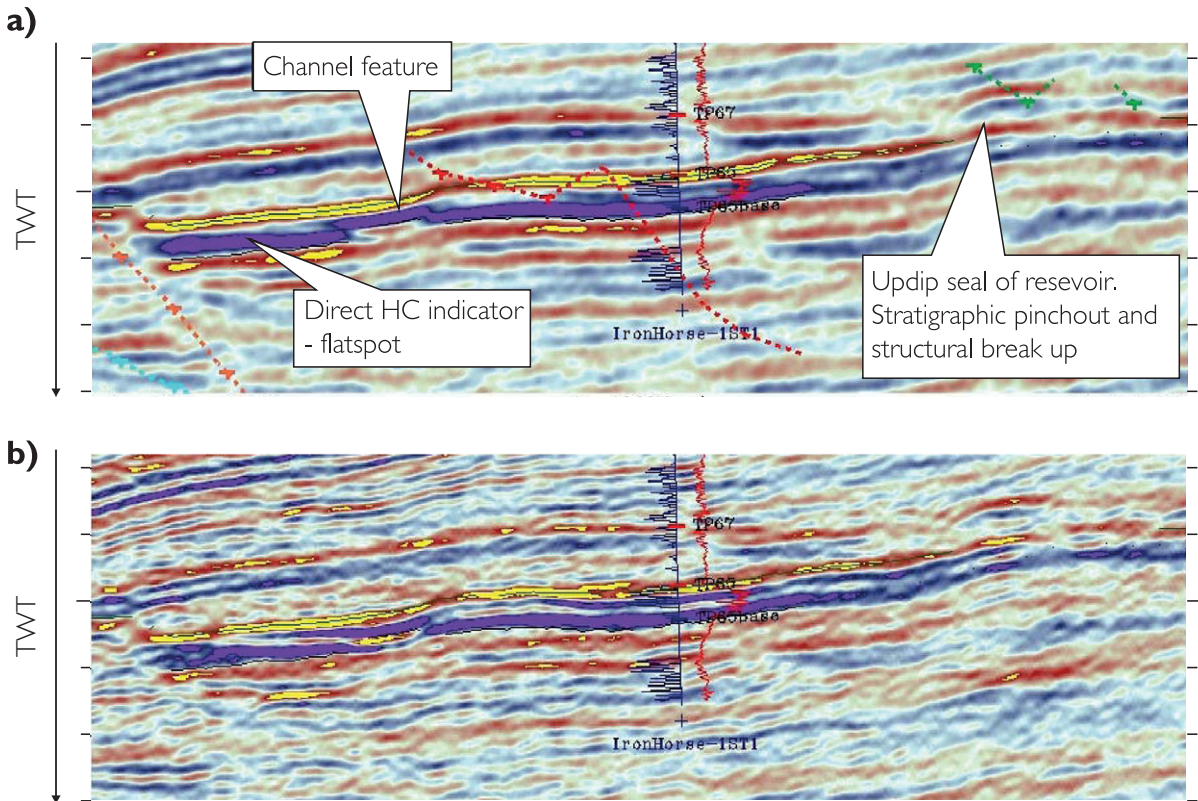 a)
Channel feature
TP67
TP65
TP65Base
TWT
Direct HC indicator
- flatspot
IronHorse-1ST1
Updip seal of resevoir.
Stratigraphic pinchout and
structural break up
b)
TP67
TP65
TP65Base
TWT
IronHorse-1ST1